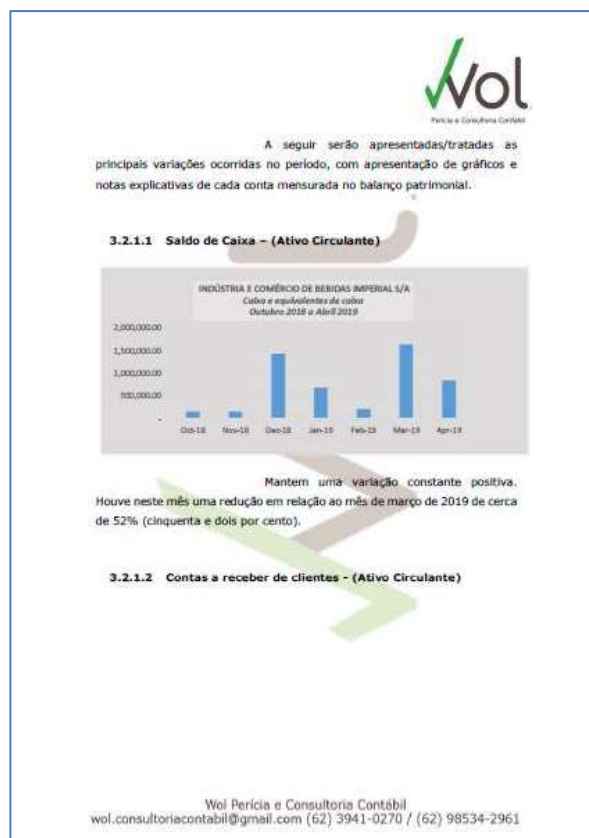 Wol
Perícia e Consultoria Contábil
A seguir serão apresentadas/tratadas as
principais variações ocorridas no período, com apresentação de gráficos e
notas explicativas de cada conta mensurada no balanço patrimonial.
3.2.1.1 Saldo de Caixa – (Ativo Circulante)
INDÚSTRIA E COMÉRCIO DE BEBIDAS IMPERIAL S/A
Caixa e equivalentes de caixa
Outubro 2018 a Abril 2019
2,000,000.00
1,500,000.00
1,000,000.00
500,000.00
-
Oct-18 Nov-18 Dec-18 Jan-19 Feb-19 Mar-19 Apr-19
Mantem uma variação constante positiva.
Houve neste mês uma redução em relação ao mês de março de 2019 de cerca
de 52% (cinquenta e dois por cento).
3.2.1.2 Contas a receber de clientes - (Ativo Circulante)
Wol Perícia e Consultoria Contábil
wol.consultoriacontabil@gmail.com (62) 3941-0270 / (62) 98534-2961